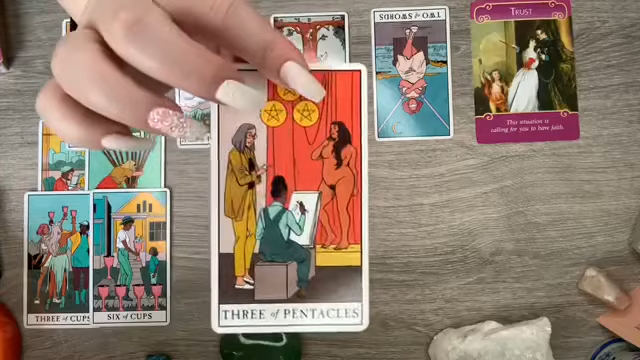 TWO of SWORDS
TRUST
This situation is
calling for you to have faith.
THREE of CUPS
SIX of CUPS
THREE of PENTACLES